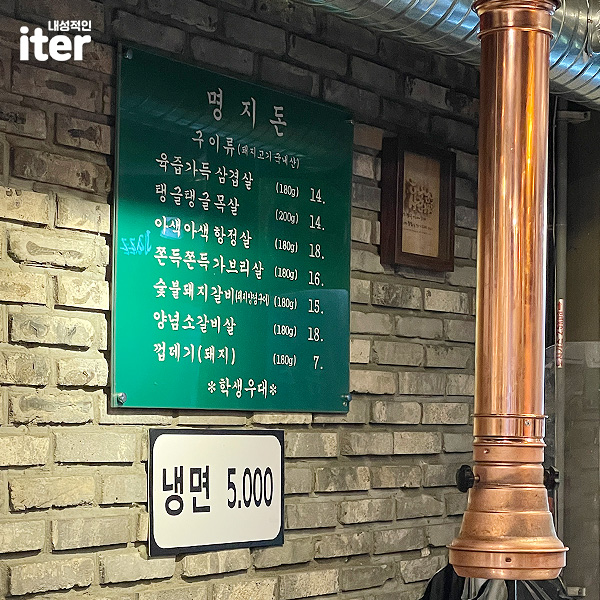 내성적인
iter
명지돈
구이류(돼지고기 국내산)
육즙가득 삼겹살 (180g) 14.
탱글탱글 목살 (200g) 14.
아색아색 항정살 (180g) 18.
쫀득쫀득 가브리살 (180g) 16.
숯불돼지갈비 (180g) 15.
양념소갈비살 (180g) 18.
껍데기(돼지) (180g) 7.
*학생우대*
냉면 5.000